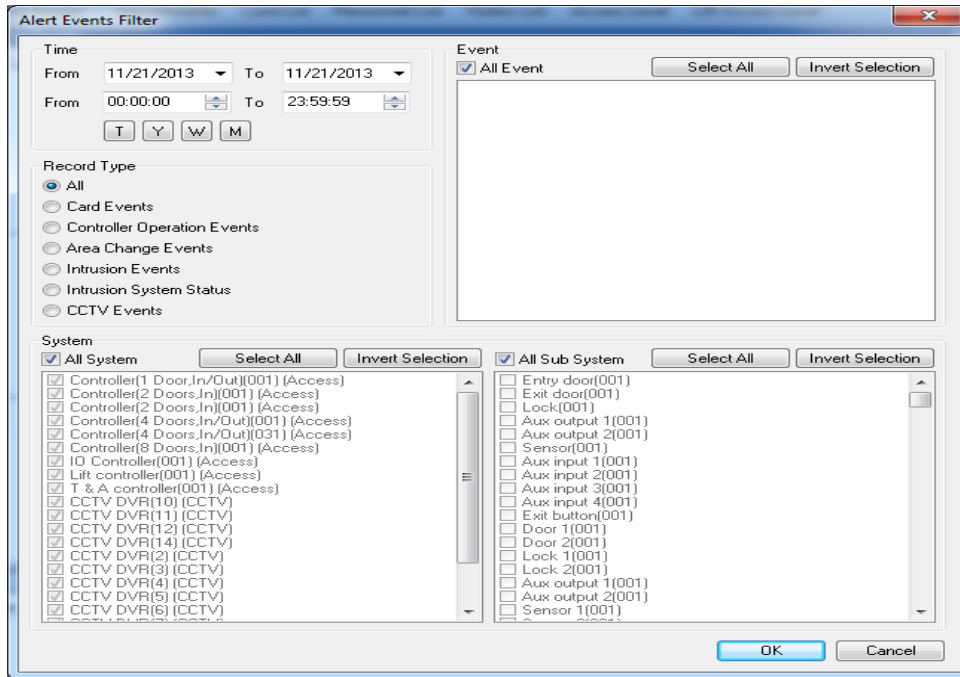 Alert Events Filter
Time
From 11/21/2013 To 11/21/2013
From 00:00:00 To 23:59:59
T Y W M
Record Type
All
Card Events
Controller Operation Events
Area Change Events
Intrusion Events
Intrusion System Status
CCTV Events
Event
All Event Select All Invert Selection
System
All System Select All Invert Selection
Controller(1 Door,In/Out)(001) (Access)
Controller(2 Doors,In)(001) (Access)
Controller(2 Doors,In/Out)(001) (Access)
Controller(4 Doors,In/Out)(001) (Access)
Controller(4 Doors,In/Out)(031) (Access)
Controller(8 Doors,In)(001) (Access)
IO Controller(001) (Access)
Lift controller(001) (Access)
T & A controller(001) (Access)
CCTV DVR(10) (CCTV)
CCTV DVR(11) (CCTV)
CCTV DVR(12) (CCTV)
CCTV DVR(14) (CCTV)
CCTV DVR(2) (CCTV)
CCTV DVR(3) (CCTV)
CCTV DVR(4) (CCTV)
CCTV DVR(5) (CCTV)
CCTV DVR(6) (CCTV)
All Sub System Select All Invert Selection
Entry door(001)
Exit door(001)
Lock(001)
Aux output 1(001)
Aux output 2(001)
Sensor(001)
Aux input 1(001)
Aux input 2(001)
Aux input 3(001)
Aux input 4(001)
Exit button(001)
Door 1(001)
Door 2(001)
Lock 1(001)
Lock 2(001)
Aux output 1(001)
Aux output 2(001)
Sensor 1(001)
OK Cancel